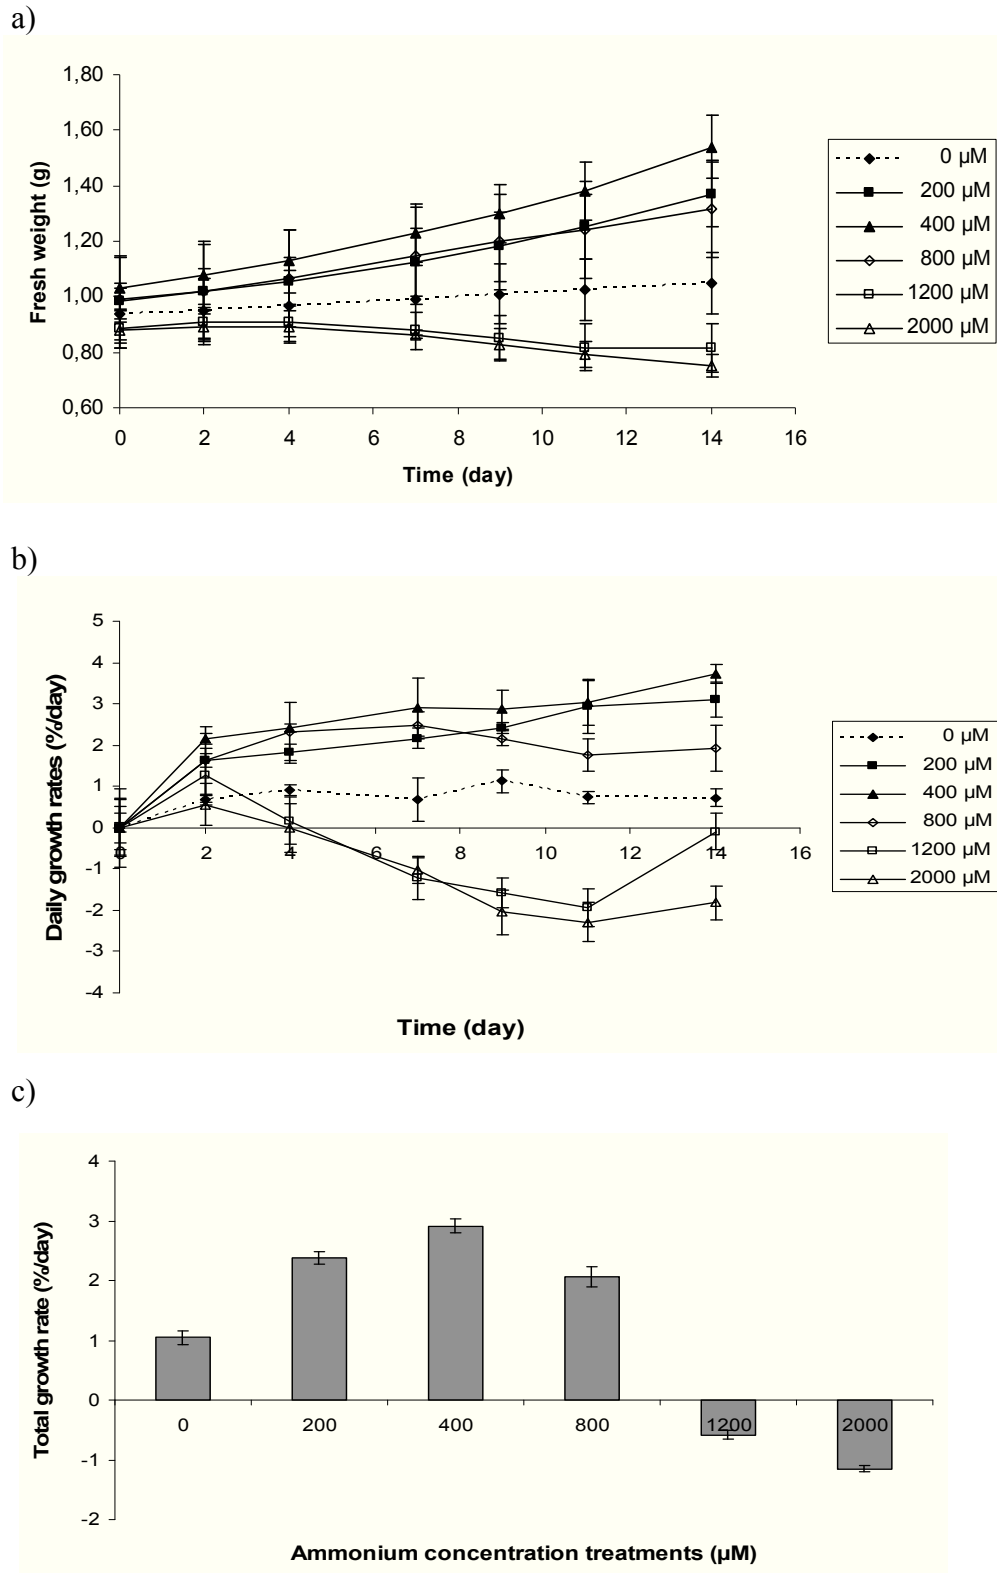 a)
1,80
1,60
1,40
1,20
1,00
0,80
0,60
Fresh weight (g)
0 2 4 6 8 10 12 14 16
Time (day)
0 µM
200 µM
400 µM
800 µM
1200 µM
2000 µM
b)
5
4
3
2
1
0
-1
-2
-3
-4
Daily growth rates (%/day)
0 2 4 6 8 10 12 14 16
Time (day)
0 µM
200 µM
400 µM
800 µM
1200 µM
2000 µM
c)
4
3
2
1
0
-1
-2
Total growth rate (%/day)
0 200 400 800 1200 2000
Ammonium concentration treatments (µM)